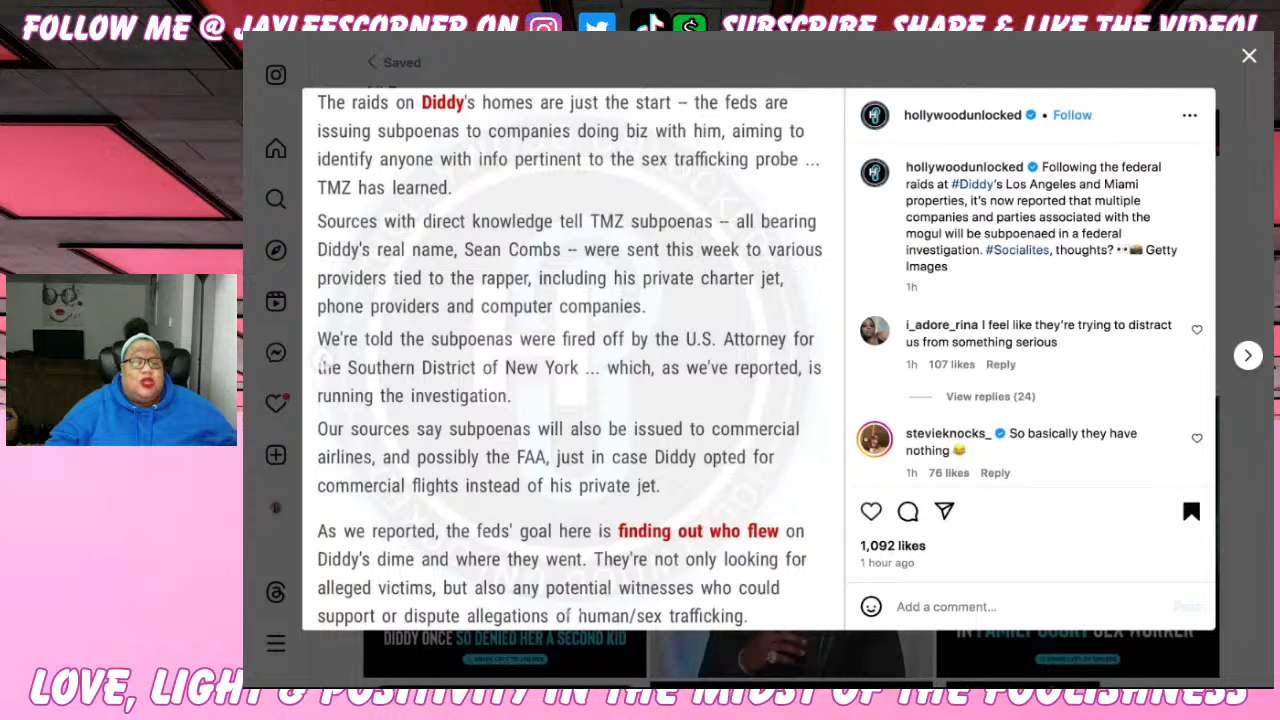 FOLLOW ME @ JAYLEESCORNER ON
SUBSCRIBE, SHARE & LIKE THE VIDEO!
Saved
The raids on Diddy's homes are just the start -- the feds are
issuing subpoenas to companies doing biz with him, aiming to
identify anyone with info pertinent to the sex trafficking probe ...
TMZ has learned.
Sources with direct knowledge tell TMZ subpoenas -- all bearing
Diddy's real name, Sean Combs -- were sent this week to various
providers tied to the rapper, including his private charter jet,
phone providers and computer companies.
We're told the subpoenas were fired off by the U.S. Attorney for
the Southern District of New York ... which, as we've reported, is
running the investigation.
Our sources say subpoenas will also be issued to commercial
airlines, and possibly the FAA, just in case Diddy opted for
commercial flights instead of his private jet.
As we reported, the feds' goal here is finding out who flew on
Diddy's dime and where they went. They're not only looking for
alleged victims, but also any potential witnesses who could
support or dispute allegations of human/sex trafficking.
hollywoodunlocked • Follow
hollywoodunlocked Following the federal
raids at #Diddy's Los Angeles and Miami
properties, it's now reported that multiple
companies and parties associated with the
mogul will be subpoenaed in a federal
investigation. #Socialites, thoughts? 👀📸 Getty
Images
1h
i_adore_rina I feel like they're trying to distract
us from something serious
1h 107 likes Reply
View replies (24)
stevieknocks_ So basically they have
nothing 😂
1h 76 likes Reply
1,092 likes
1 hour ago
Add a comment...
Post
DIDDY ONCE SO DENIED HER A SECOND KID
IN FAMILY COURT SEX WORKER
LOVE, LIGHT & POSITIVITY IN THE MIDST OF THE FOOLISHNESS